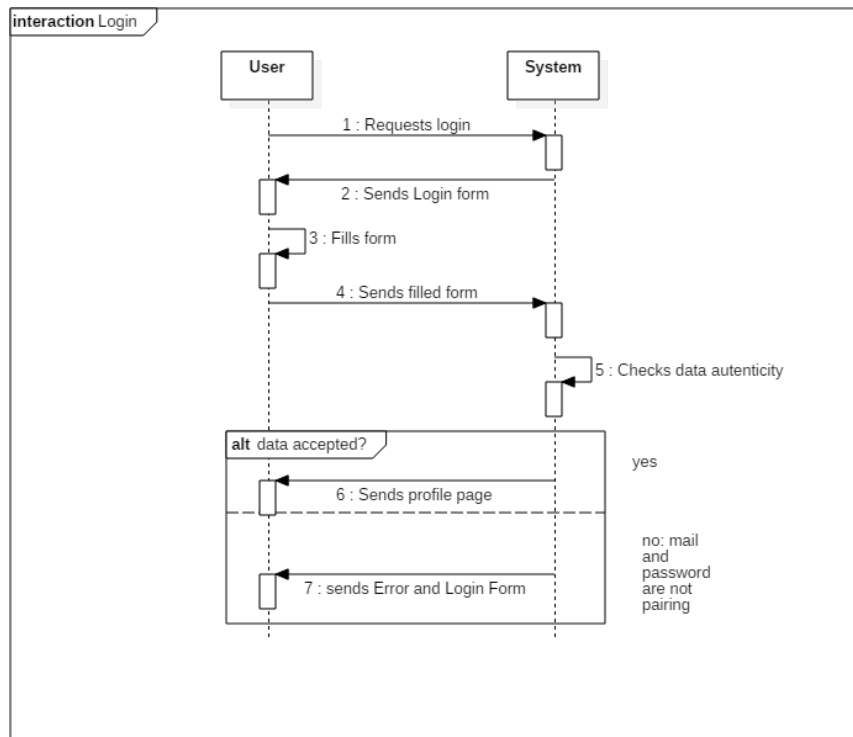 interaction Login
User
System
1 : Requests login
2 : Sends Login form
3 : Fills form
4 : Sends filled form
5 : Checks data autenticity
alt data accepted?
yes
6 : Sends profile page
no: mail
and
password
are not
pairing
7 : sends Error and Login Form